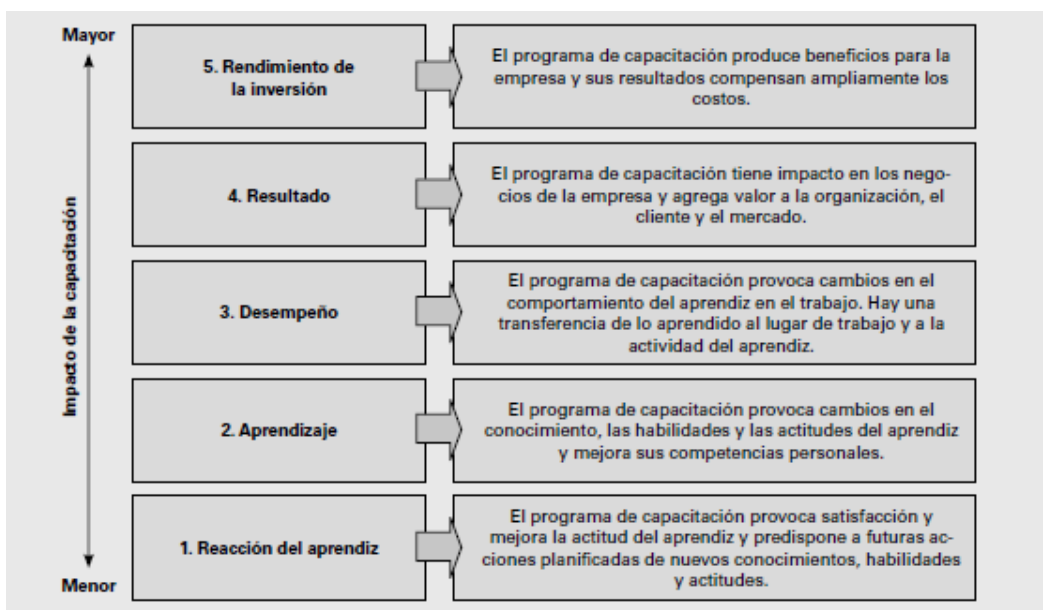 Mayor
5. Rendimiento de
la inversión
El programa de capacitación produce beneficios para la
empresa y sus resultados compensan ampliamente los
costos.
4. Resultado
El programa de capacitación tiene impacto en los nego-
cios de la empresa y agrega valor a la organización, el
cliente y el mercado.
Impacto de la capacitación
3. Desempeño
El programa de capacitación provoca cambios en el
comportamiento del aprendiz en el trabajo. Hay una
transferencia de lo aprendido al lugar de trabajo y a la
actividad del aprendiz.
2. Aprendizaje
El programa de capacitación provoca cambios en el
conocimiento, las habilidades y las actitudes del aprendiz
y mejora sus competencias personales.
1. Reacción del aprendiz
El programa de capacitación provoca satisfacción y
mejora la actitud del aprendiz y predispone a futuras ac-
ciones planificadas de nuevos conocimientos, habilidades
y actitudes.
Menor